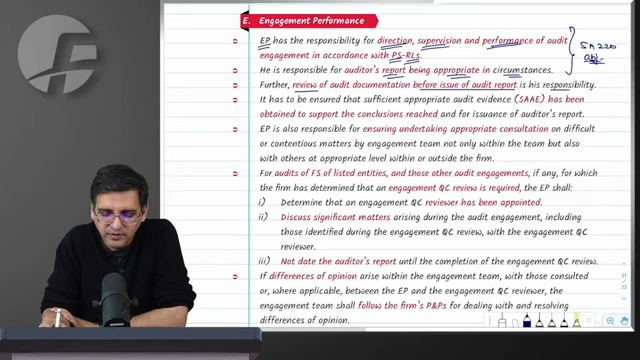 E. Engagement Performance
EP has the responsibility for direction, supervision and performance of audit
engagement in accordance with PS-RLs.
He is responsible for auditor's report being appropriate in circumstances.
Further, review of audit documentation before issue of audit report is his responsibility.
It has to be ensured that sufficient appropriate audit evidence (SAAE) has been
obtained to support the conclusions reached and for issuance of auditor's report.
EP is also responsible for ensuring undertaking appropriate consultation on difficult
or contentious matters by engagement team not only within the team but also
with others at appropriate level within or outside the firm.
For audits of FS of listed entities, and those other audit engagements, if any, for which
the firm has determined that an engagement QC review is required, the EP shall:
i) Determine that an engagement QC reviewer has been appointed.
ii) Discuss significant matters arising during the audit engagement, including
those identified during the engagement QC review, with the engagement QC
reviewer.
iii) Not date the auditor's report until the completion of the engagement QC review.
If differences of opinion arise within the engagement team, with those consulted
or, where applicable, between the EP and the engagement QC reviewer, the
engagement team shall follow the firm's P&Ps for dealing with and resolving
differences of opinion.
SA 220
Obj.